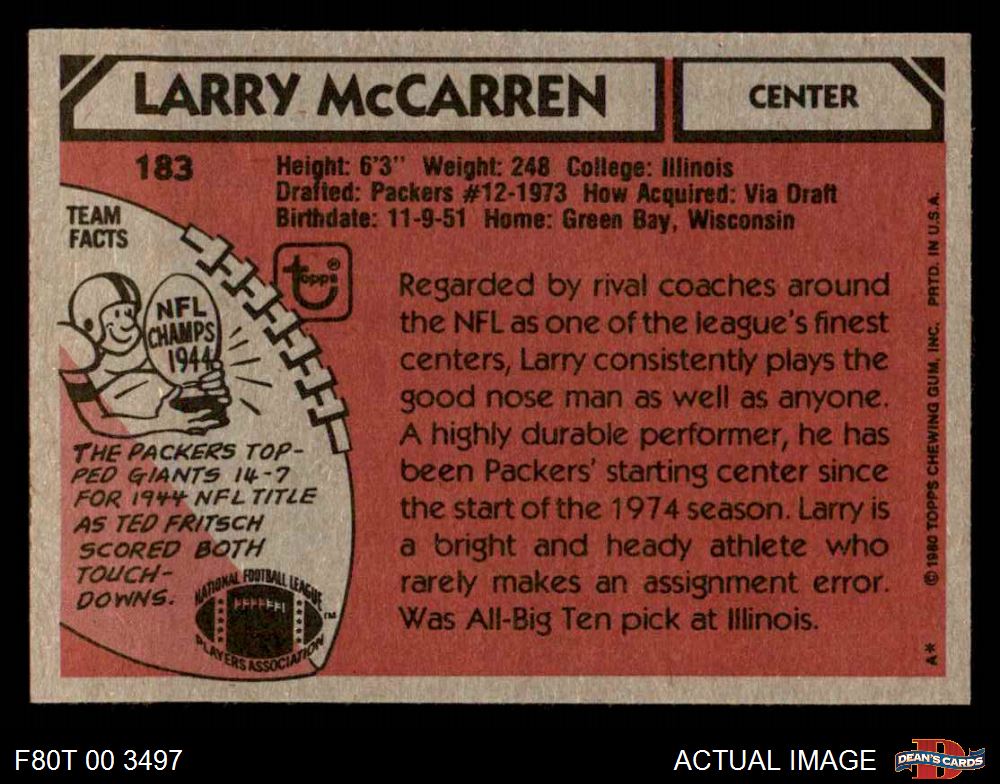 LARRY McCARREN
CENTER
183
Height: 6'3" Weight: 248 College: Illinois
Drafted: Packers #12-1973 How Acquired: Via Draft
Birthdate: 11-9-51 Home: Green Bay, Wisconsin
TEAM
FACTS
NFL
CHAMPS
1944
THE PACKERS TOP-
PED GIANTS 14-7
FOR 1944 NFL TITLE
AS TED FRITSCH
SCORED BOTH
TOUCH-
DOWNS.
NATIONAL FOOTBALL LEAGUE
PLAYERS ASSOCIATION
™
topps®
Regarded by rival coaches around
the NFL as one of the league's finest
centers, Larry consistently plays the
good nose man as well as anyone.
A highly durable performer, he has
been Packers' starting center since
the start of the 1974 season. Larry is
a bright and heady athlete who
rarely makes an assignment error.
Was All-Big Ten pick at Illinois.
A* © 1980 TOPPS CHEWING GUM, INC. PRTD. IN U.S.A.
F80T 00 3497
ACTUAL IMAGE
DEAN'S CARDS